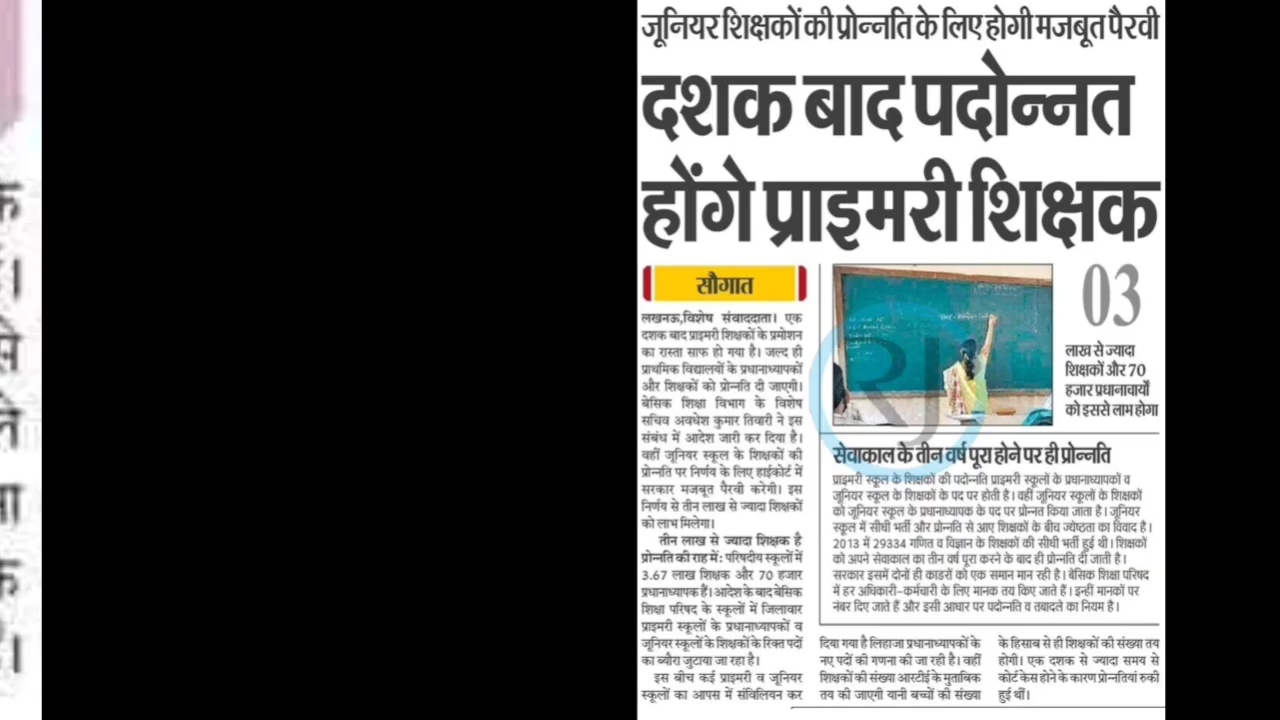 जूनियर शिक्षकों की प्रोन्नति के लिए होगी मजबूत पैरवी
दशक बाद पदोन्नत
होंगे प्राइमरी शिक्षक
सौगात
लखनऊ,विशेष संवाददाता। एक
दशक बाद प्राइमरी शिक्षकों के प्रमोशन
का रास्ता साफ हो गया है। जल्द ही
प्राथमिक विद्यालयों के प्रधानाध्यापकों
और शिक्षकों को प्रोन्नति दी जाएगी।
बेसिक शिक्षा विभाग के विशेष
सचिव अवधेश कुमार तिवारी ने इस
संबंध में आदेश जारी कर दिया है।
वहीं जूनियर स्कूल के शिक्षकों की
प्रोन्नति पर निर्णय के लिए हाईकोर्ट में
सरकार मजबूत पैरवी करेगी। इस
निर्णय से तीन लाख से ज्यादा शिक्षकों
को लाभ मिलेगा।
तीन लाख से ज्यादा शिक्षक है
प्रोन्नति की राह में: परिषदीय स्कूलों में
3.67 लाख शिक्षक और 70 हजार
प्रधानाध्यापक हैं। आदेश के बाद बेसिक
शिक्षा परिषद के स्कूलों में जिलावार
प्राइमरी स्कूलों के प्रधानाध्यापकों व
जूनियर स्कूलों के शिक्षकों के रिक्त पदों
का ब्यौरा जुटाया जा रहा है।
इस बीच कई प्राइमरी व जूनियर
स्कूलों का आपस में संविलियन कर
03
लाख से ज्यादा
शिक्षकों और 70
हजार प्रधानाचार्यों
को इससे लाभ होगा
सेवाकाल के तीन वर्ष पूरा होने पर ही प्रोन्नति
प्राइमरी स्कूल के शिक्षकों की पदोन्नति प्राइमरी स्कूलों के प्रधानाध्यापकों व
जूनियर स्कूल के शिक्षकों के पद पर होती है। वहीं जूनियर स्कूलों के शिक्षकों
को जूनियर स्कूल के प्रधानाध्यापक के पद पर प्रोन्नत किया जाता है। जूनियर
स्कूल में सीधी भर्ती और प्रोन्नति से आए शिक्षकों के बीच ज्येष्ठता का विवाद है।
2013 में 29334 गणित व विज्ञान के शिक्षकों की सीधी भर्ती हुई थी। शिक्षकों
को अपने सेवाकाल का तीन वर्ष पूरा करने के बाद ही प्रोन्नति दी जाती है।
सरकार इसमें दोनों ही काडरों को एक समान मान रही है। बेसिक शिक्षा परिषद
में हर अधिकारी-कर्मचारी के लिए मानक तय किए जाते हैं। इन्हीं मानकों पर
नंबर दिए जाते हैं और इसी आधार पर पदोन्नति व तबादले का नियम है।
दिया गया है लिहाजा प्रधानाध्यापकों के
नए पदों की गणना की जा रही है। वहीं
शिक्षकों की संख्या आरटीई के मुताबिक
तय की जाएगी यानी बच्चों की संख्या
के हिसाब से ही शिक्षकों की संख्या तय
होगी। एक दशक से ज्यादा समय से
कोर्ट केस होने के कारण प्रोन्नतियां रुकी
हुई थीं।